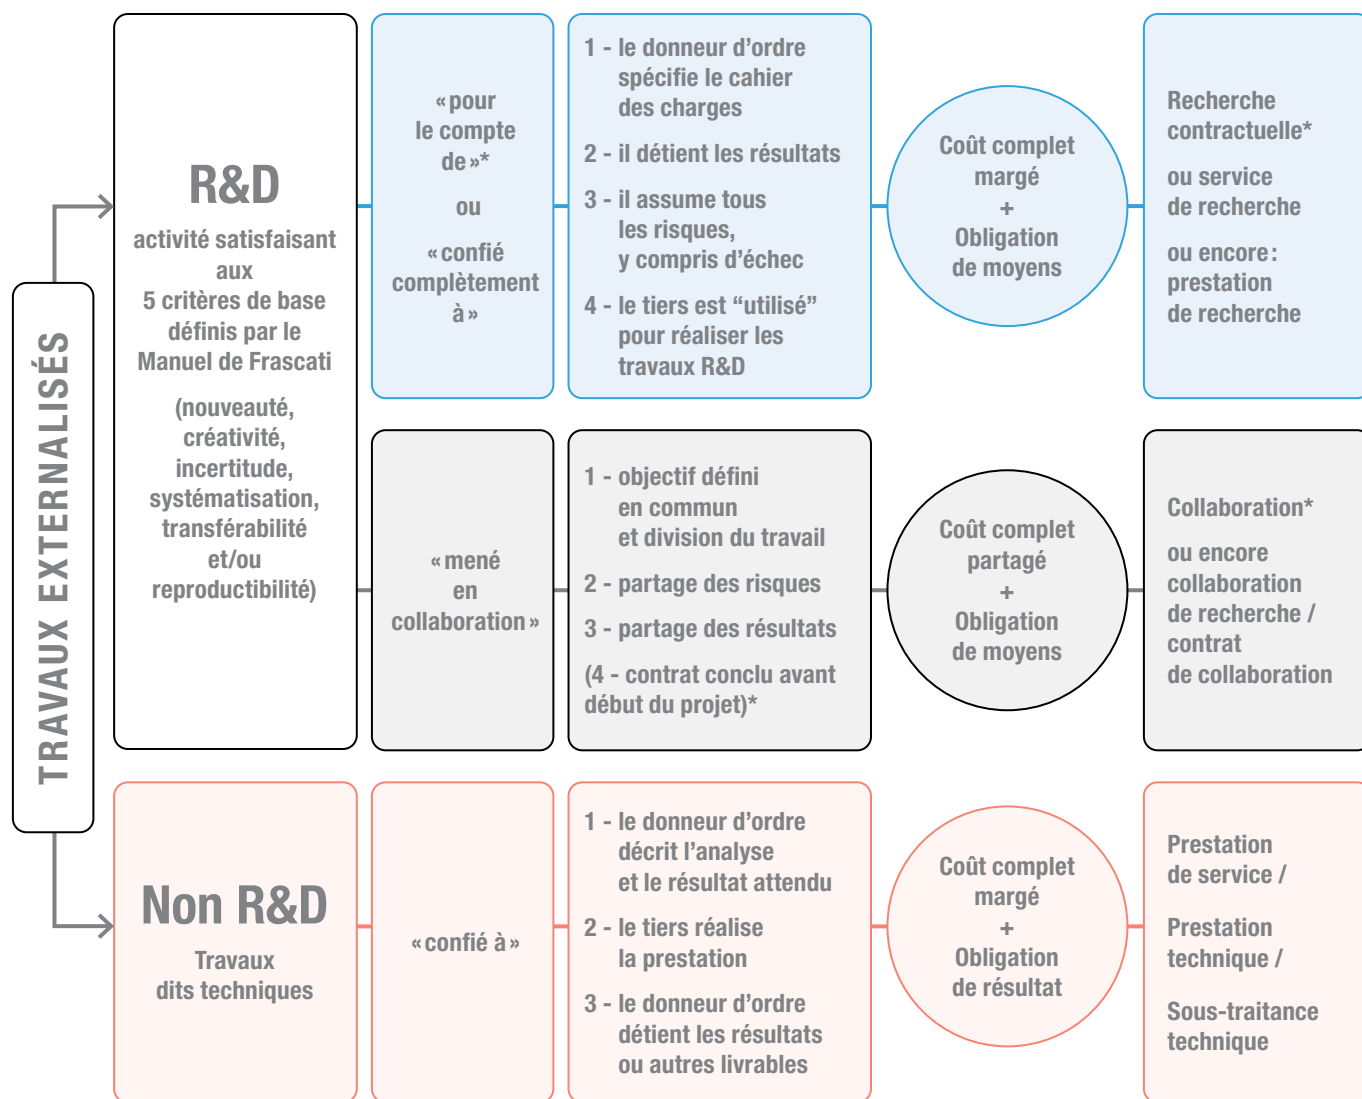 TRAVAUX EXTERNALISÉS
R&D
activité satisfaisant
aux
5 critères de base
définis par le
Manuel de Frascati
(nouveauté,
créativité,
incertitude,
systématisation,
transférabilité
et/ou
reproductibilité)
«pour
le compte
de»*
ou
«confié
complètement
à»
1 - le donneur d’ordre
spécifie le cahier
des charges
2 - il détient les résultats
3 - il assume tous
les risques,
y compris d’échec
4 - le tiers est “utilisé”
pour réaliser les
travaux R&D
Coût complet
margé
+
Obligation
de moyens
Recherche
contractuelle*
ou service
de recherche
ou encore :
prestation
de recherche
«mené
en
collaboration»
1 - objectif défini
en commun
et division du travail
2 - partage des risques
3 - partage des résultats
(4 - contrat conclu avant
début du projet)*
Coût complet
partagé
+
Obligation
de moyens
Collaboration*
ou encore
collaboration
de recherche /
contrat
de collaboration
Non R&D
Travaux
dits techniques
«confié à»
1 - le donneur d’ordre
décrit l’analyse
et le résultat attendu
2 - le tiers réalise
la prestation
3 - le donneur d’ordre
détient les résultats
ou autres livrables
Coût complet
margé
+
Obligation
de résultat
Prestation
de service /
Prestation
technique /
Sous-traitance
technique